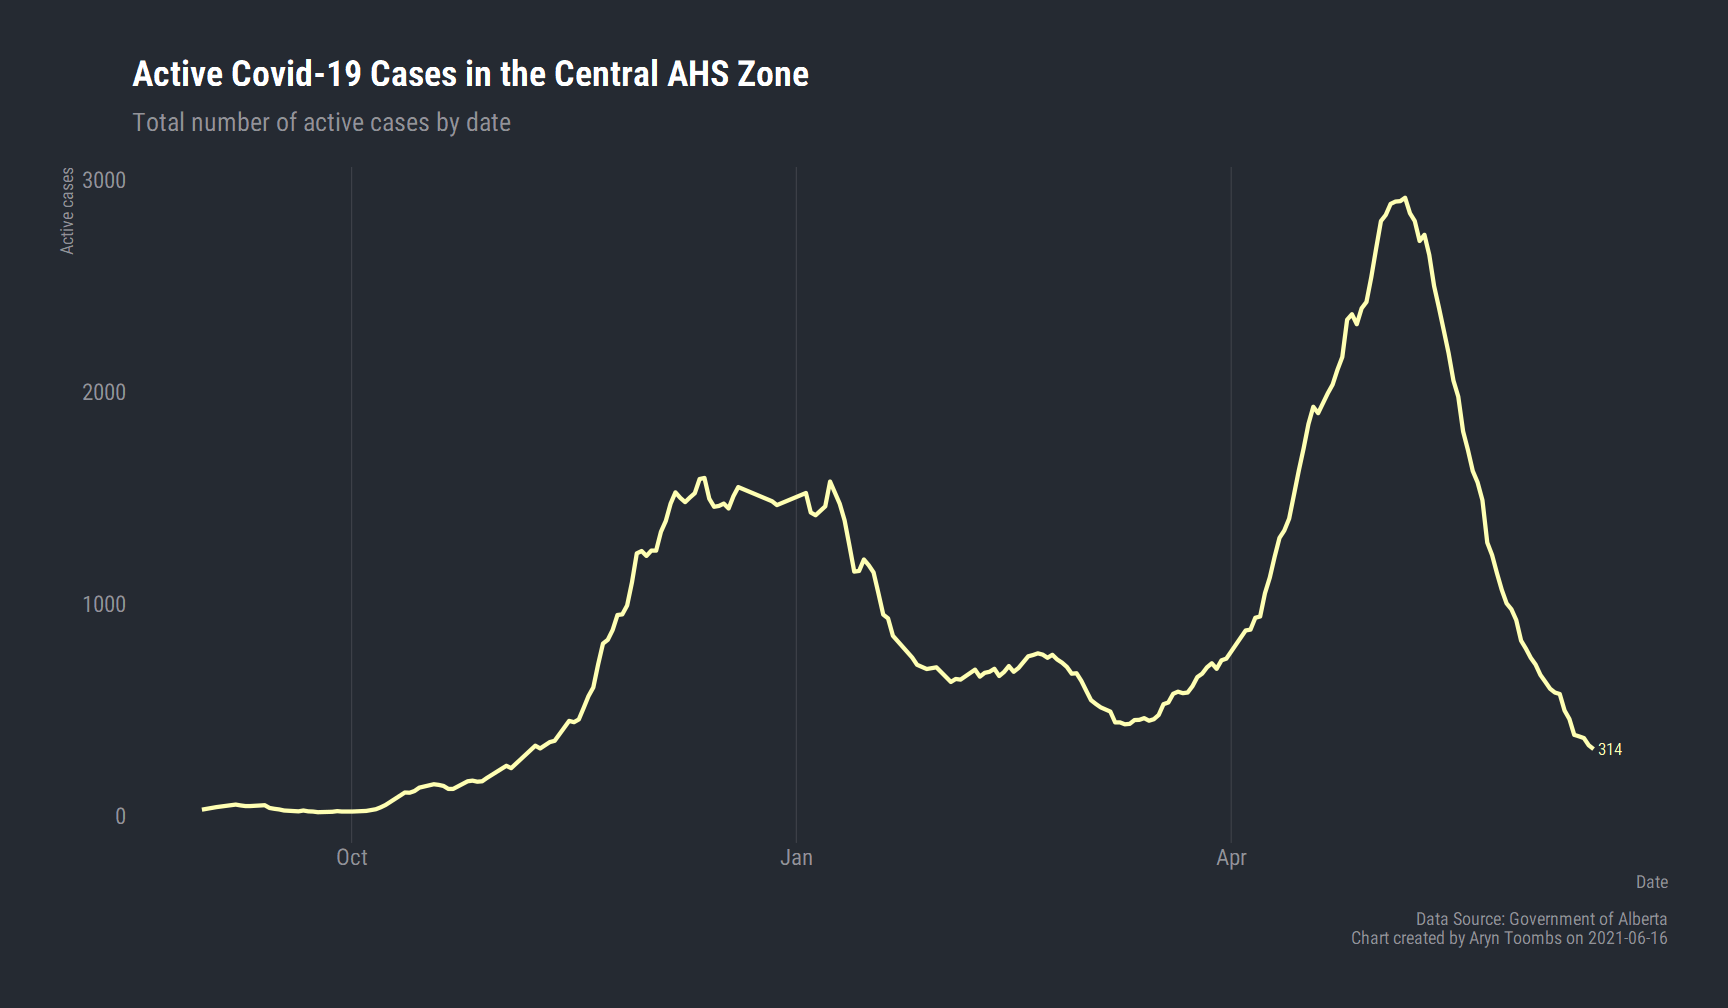 Active Covid-19 Cases in the Central AHS Zone
Total number of active cases by date
Active cases
3000
2000
1000
0
314
Oct
Jan
Apr
Date
Data Source: Government of Alberta
Chart created by Aryn Toombs on 2021-06-16